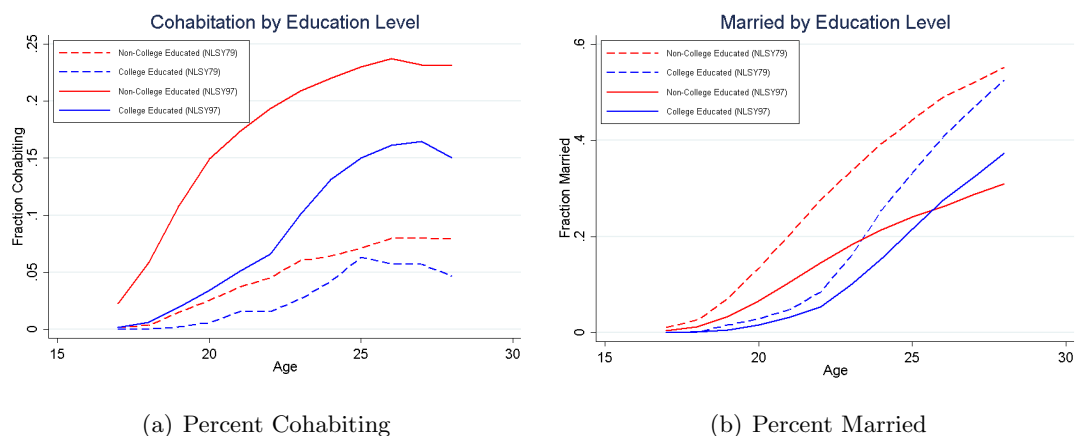 Cohabitation by Education Level
Non-College Educated (NLSY79)
College Educated (NLSY79)
Non-College Educated (NLSY97)
College Educated (NLSY97)
Fraction Cohabiting
.25
.2
.15
.1
.05
0
15
20
25
30
Age
(a) Percent Cohabiting
Married by Education Level
Non-College Educated (NLSY79)
College Educated (NLSY79)
Non-College Educated (NLSY97)
College Educated (NLSY97)
Fraction Married
.6
.4
.2
0
15
20
25
30
Age
(b) Percent Married